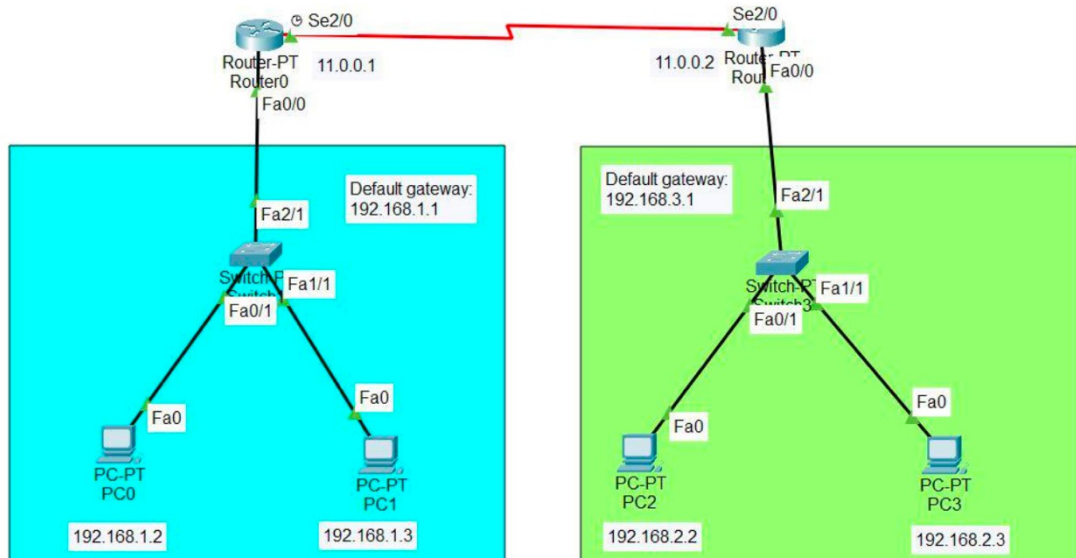 Se2/0
Se2/0
Router-PT
Router0
11.0.0.1
11.0.0.2
Fa0/0
Fa0/0
Default gateway:
192.168.1.1
Default gateway:
192.168.3.1
Fa2/1
Fa2/1
Fa1/1
Fa0/1
Switch3
Fa1/1
Fa0/1
Fa0
Fa0
Fa0
Fa0
PC-PT
PC0
PC-PT
PC1
PC-PT
PC2
PC-PT
PC3
192.168.1.2
192.168.1.3
192.168.2.2
192.168.2.3